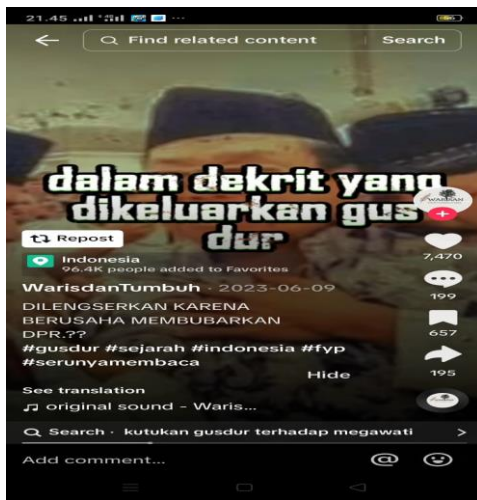 21.45
Find related content
Search
dalam dekrit yang
dikeluarkan gus
dur
Repost
Indonesia
96.4K people added to Favorites
7,470
WarisdanTumbuh · 2023-06-09
199
DILENGSERKAN KARENA
BERUSAHA MEMBUBARKAN
DPR.??
657
#gusdur #sejarah #indonesia #fyp
#serunyamembaca
Hide
195
See translation
original sound - Waris...
Search · kutukan gusdur terhadap megawati
Add comment...